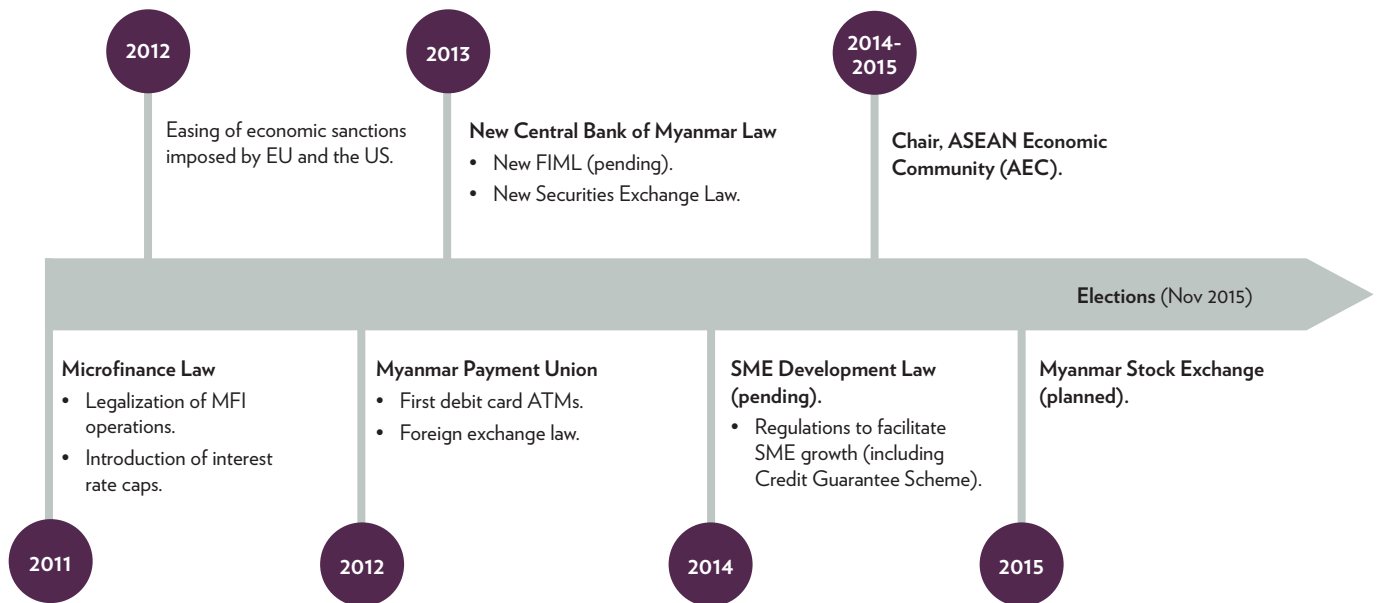 2012
Easing of economic sanctions
imposed by EU and the US.
2013
New Central Bank of Myanmar Law
• New FIML (pending).
• New Securities Exchange Law.
2014-
2015
Chair, ASEAN Economic
Community (AEC).
Elections (Nov 2015)
Microfinance Law
• Legalization of MFI
operations.
• Introduction of interest
rate caps.
2011
Myanmar Payment Union
• First debit card ATMs.
• Foreign exchange law.
2012
SME Development Law
(pending).
• Regulations to facilitate
SME growth (including
Credit Guarantee Scheme).
2014
Myanmar Stock Exchange
(planned).
2015